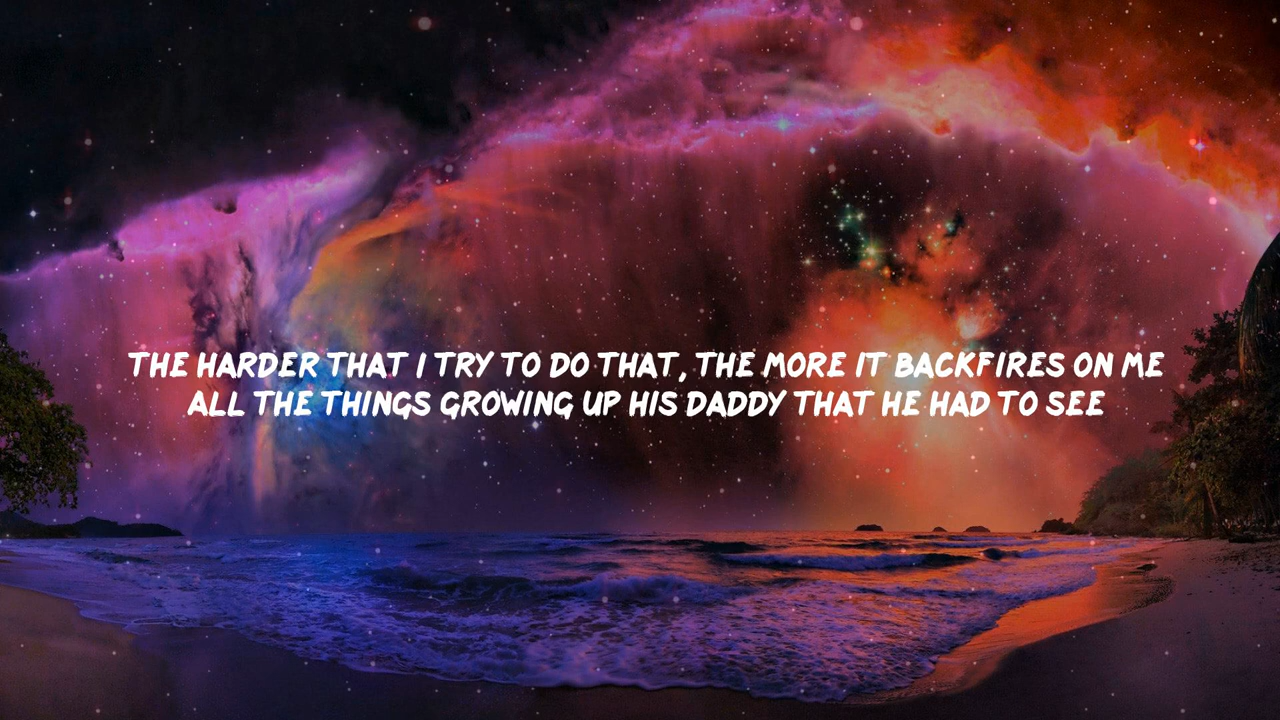 THE HARDER THAT I TRY TO DO THAT, THE MORE IT BACKFIRES ON ME
ALL THE THINGS GROWING UP HIS DADDY THAT HE HAD TO SEE